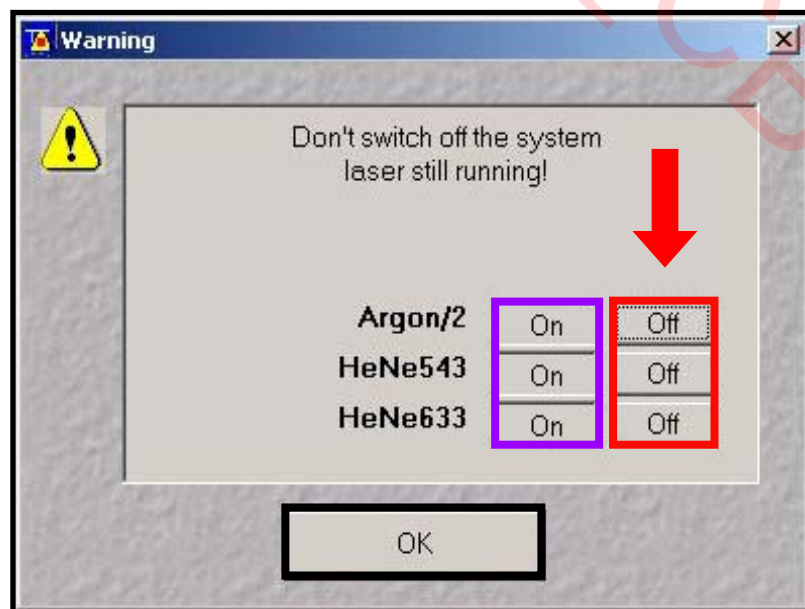 Warning
Don't switch off the system
laser still running!
Argon/2 On Off
HeNe543 On Off
HeNe633 On Off
OK